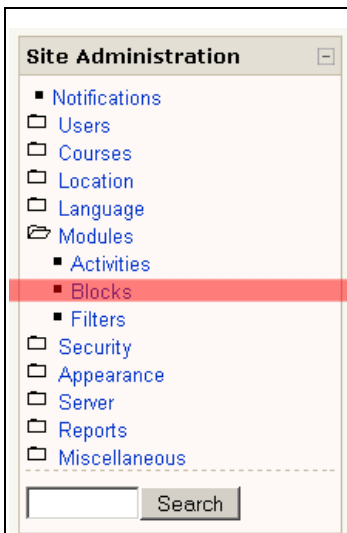 Site Administration
Notifications
Users
Courses
Location
Language
Modules
Activities
Blocks
Filters
Security
Appearance
Server
Reports
Miscellaneous
Search